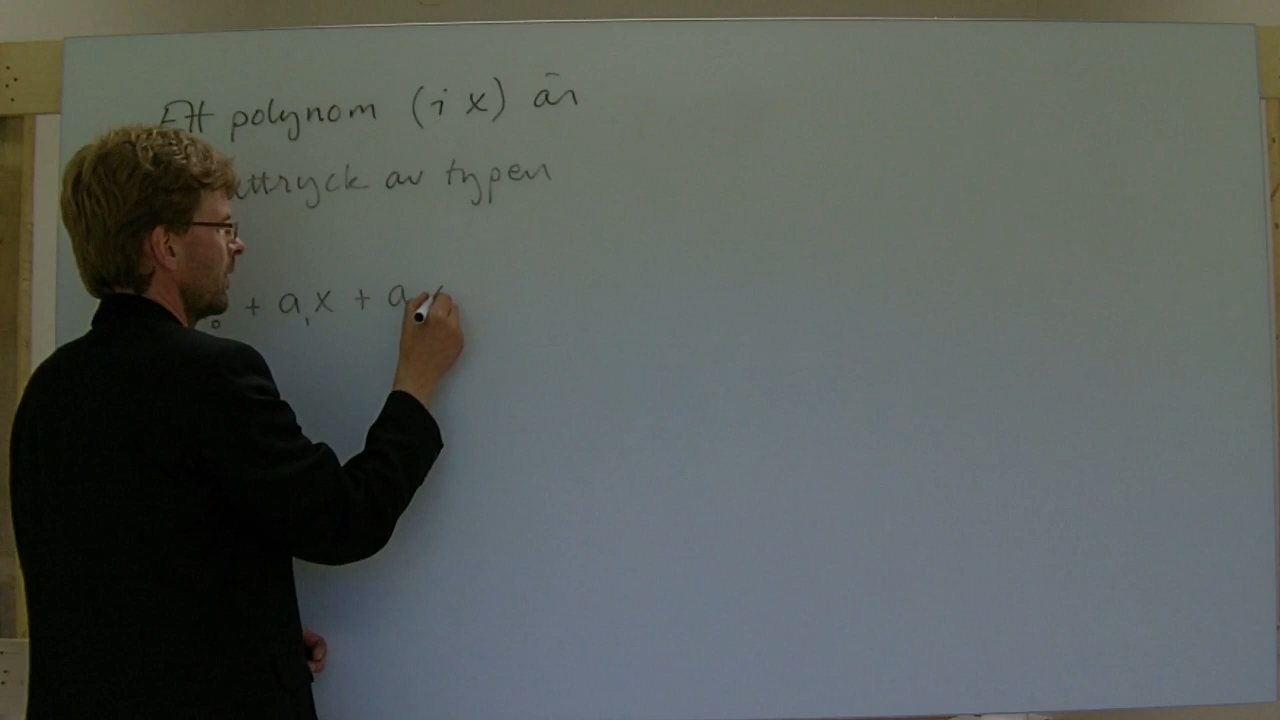 Ett polynom (i x) är
uttryck av typen
+ a₁x + a